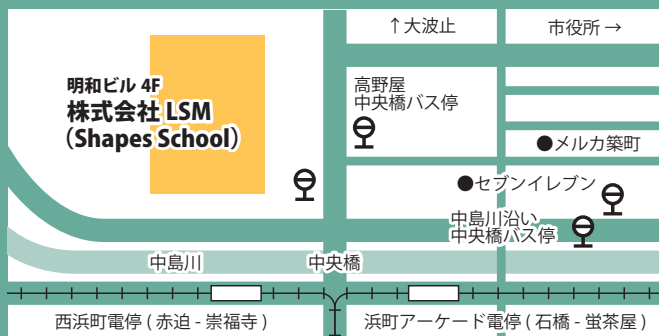 ↑大波止
市役所→
明和ビル 4F
株式会社 LSM
（Shapes School）
高野屋
中央橋バス停
●メルカ築町
●セブンイレブン
中島川沿い
中央橋バス停
中島川
中央橋
西浜町電停 ( 赤迫 - 崇福寺 )
浜町アーケード電停 ( 石橋 - 蛍茶屋 )